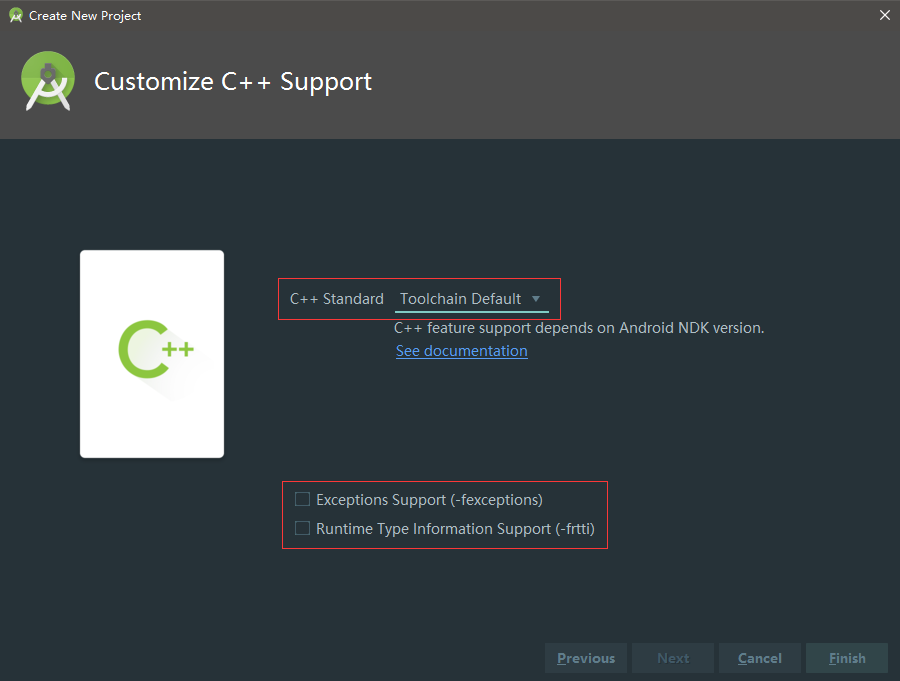 Create New Project
Customize C++ Support
C++ Standard Toolchain Default
C++ feature support depends on Android NDK version.
See documentation
C++
Exceptions Support (-fexceptions)
Runtime Type Information Support (-frtti)
Previous Next Cancel Finish